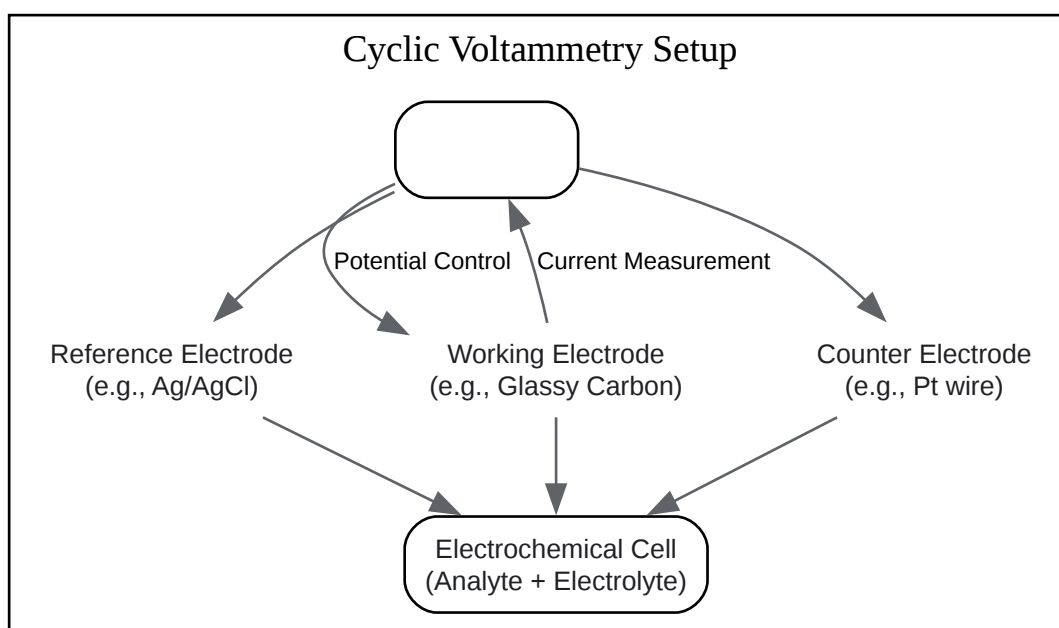 Cyclic Voltammetry Setup
Potential Control
Current Measurement
Reference Electrode
(e.g., Ag/AgCl)
Working Electrode
(e.g., Glassy Carbon)
Counter Electrode
(e.g., Pt wire)
Electrochemical Cell
(Analyte + Electrolyte)